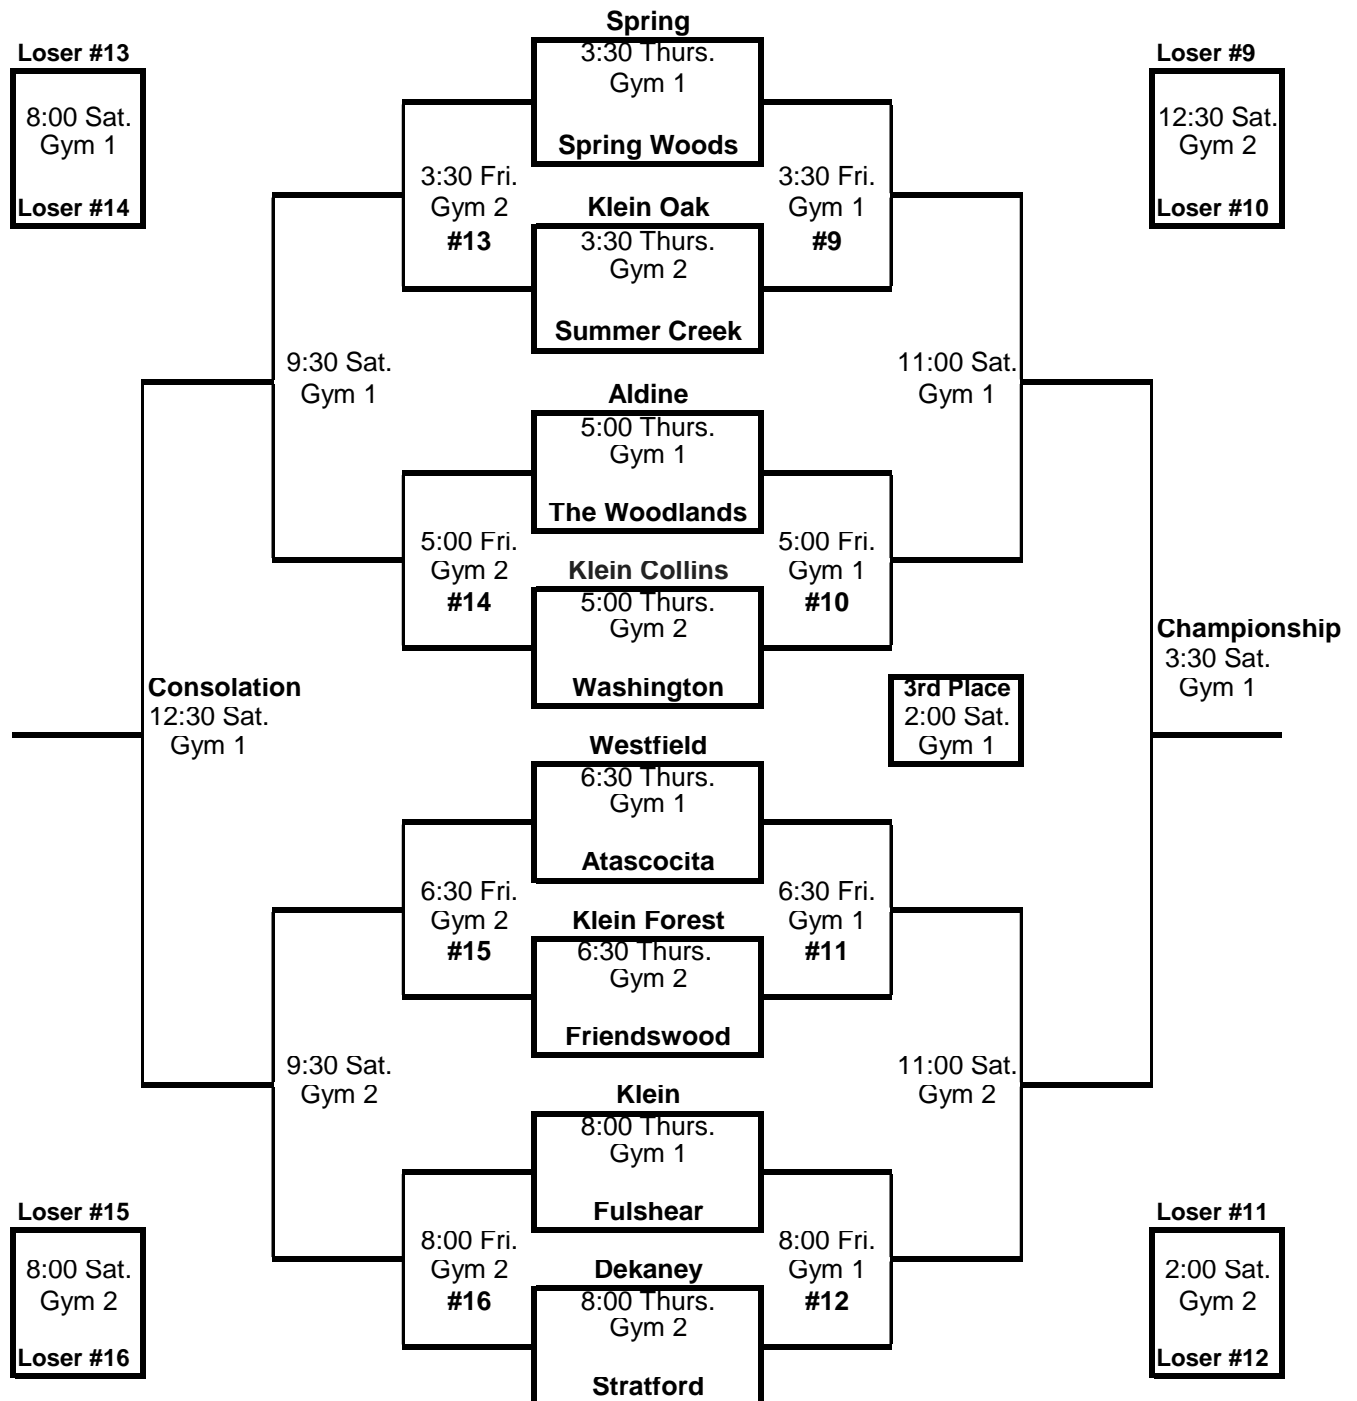 Spring
Loser #13
3:30 Thurs.
Gym 1
Loser #9
8:00 Sat.
Gym 1
12:30 Sat.
Gym 2
Spring Woods
3:30 Fri.
Gym 2
#13
3:30 Fri.
Gym 1
#9
Loser #14
Klein Oak
Loser #10
3:30 Thurs.
Gym 2
Summer Creek
9:30 Sat.
Gym 1
11:00 Sat.
Gym 1
Aldine
5:00 Thurs.
Gym 1
The Woodlands
5:00 Fri.
Gym 2
#14
5:00 Fri.
Gym 1
#10
Klein Collins
5:00 Thurs.
Gym 2
Washington
Championship
3:30 Sat.
Gym 1
Consolation
12:30 Sat.
Gym 1
3rd Place
2:00 Sat.
Gym 1
Westfield
6:30 Thurs.
Gym 1
Atascocita
6:30 Fri.
Gym 2
#15
6:30 Fri.
Gym 1
#11
Klein Forest
6:30 Thurs.
Gym 2
Friendswood
9:30 Sat.
Gym 2
11:00 Sat.
Gym 2
Klein
8:00 Thurs.
Gym 1
Fulshear
Loser #15
8:00 Sat.
Gym 2
Loser #16
8:00 Fri.
Gym 2
#16
8:00 Fri.
Gym 1
#12
Dekaney
8:00 Thurs.
Gym 2
Stratford
Loser #11
2:00 Sat.
Gym 2
Loser #12